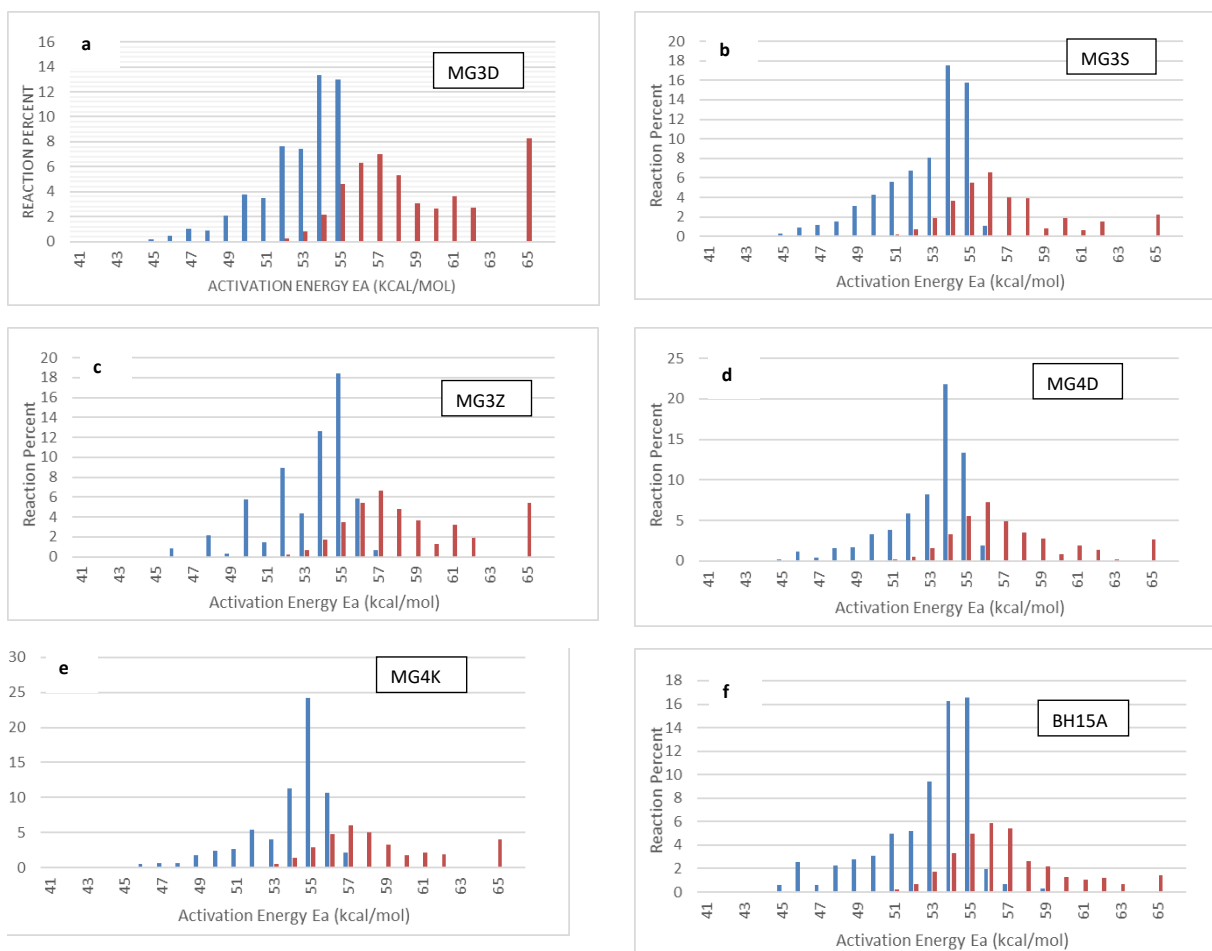 a
MG3D
REACTION PERCENT
16
14
12
10
8
6
4
2
0
41 43 45 47 49 51 53 55 57 59 61 63 65
ACTIVATION ENERGY EA (KCAL/MOL)
b
MG3S
Reaction Percent
20
18
16
14
12
10
8
6
4
2
0
41 43 45 47 49 51 53 55 57 59 61 63 65
Activation Energy Ea (kcal/mol)
c
MG3Z
Reaction Percent
20
18
16
14
12
10
8
6
4
2
0
41 43 45 47 49 51 53 55 57 59 61 63 65
Activation Energy Ea (kcal/mol)
d
MG4D
Reaction Percent
25
20
15
10
5
0
41 43 45 47 49 51 53 55 57 59 61 63 65
Activation Energy Ea (kcal/mol)
e
MG4K
Reaction Percent
30
25
20
15
10
5
0
41 43 45 47 49 51 53 55 57 59 61 63 65
Activation Energy Ea (kcal/mol)
f
BH15A
Reaction Percent
18
16
14
12
10
8
6
4
2
0
41 43 45 47 49 51 53 55 57 59 61 63 65
Activation Energy Ea (kcal/mol)